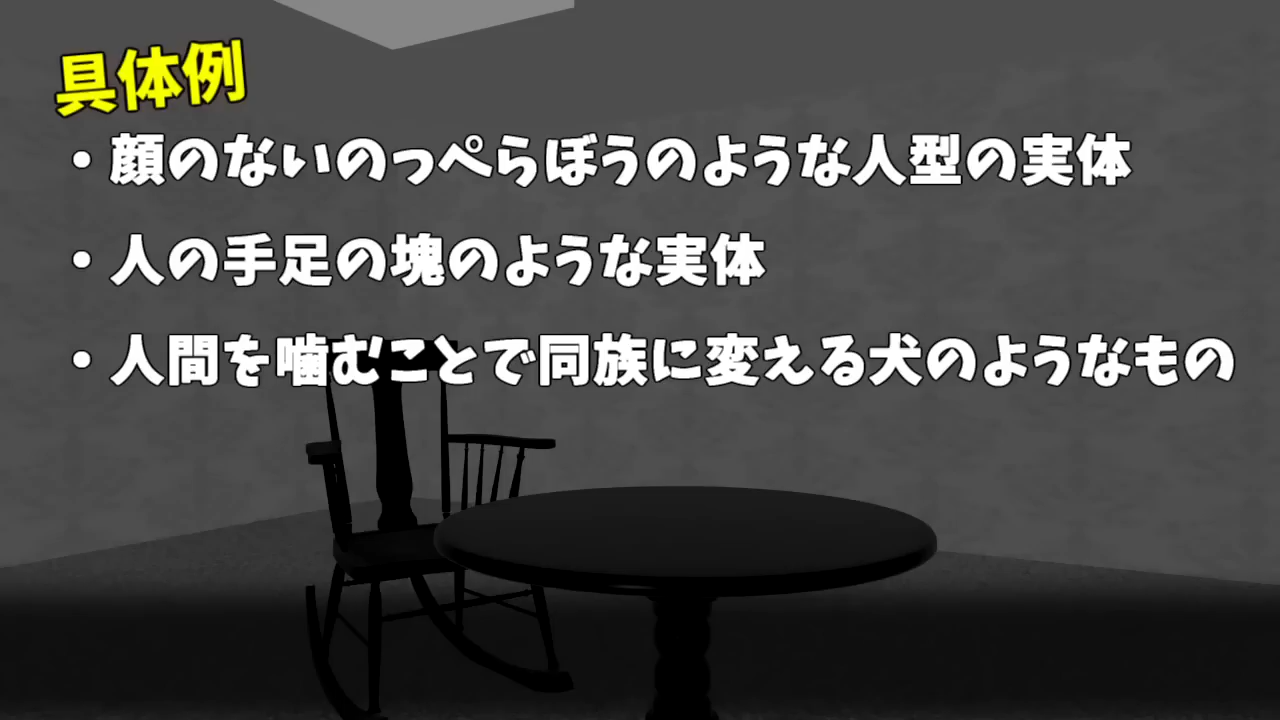 具体例
・顔のないのっぺらぼうのような人型の実体
・人の手足の塊のような実体
・人間を噛むことで同族に変える犬のようなもの